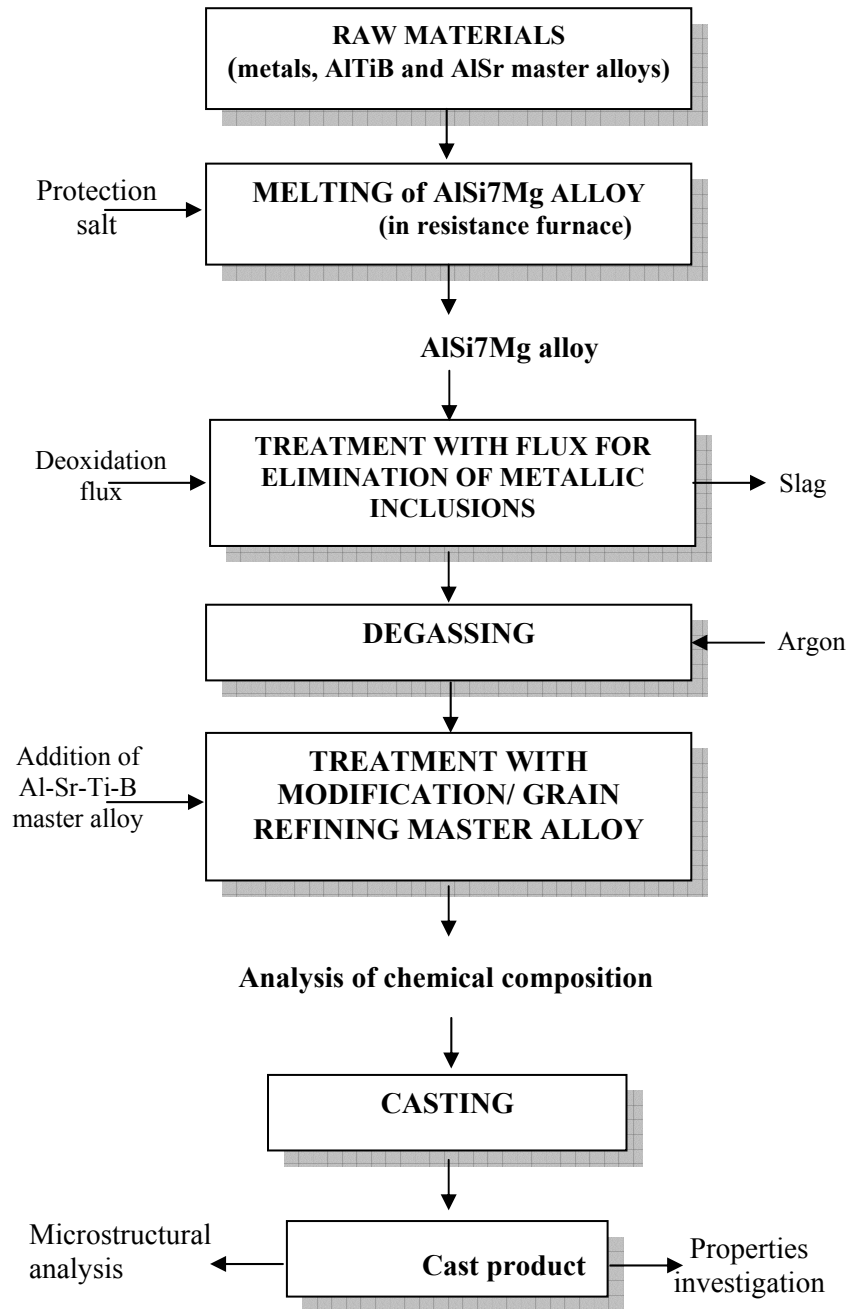 RAW MATERIALS
(metals, AlTiB and AlSr master alloys)
Protection
salt
MELTING of AlSi7Mg ALLOY
(in resistance furnace)
AlSi7Mg alloy
Deoxidation
flux
TREATMENT WITH FLUX FOR
ELIMINATION OF METALLIC
INCLUSIONS
Slag
DEGASSING
Argon
Addition of
Al-Sr-Ti-B
master alloy
TREATMENT WITH
MODIFICATION/ GRAIN
REFINING MASTER ALLOY
Analysis of chemical composition
CASTING
Microstructural
analysis
Cast product
Properties
investigation